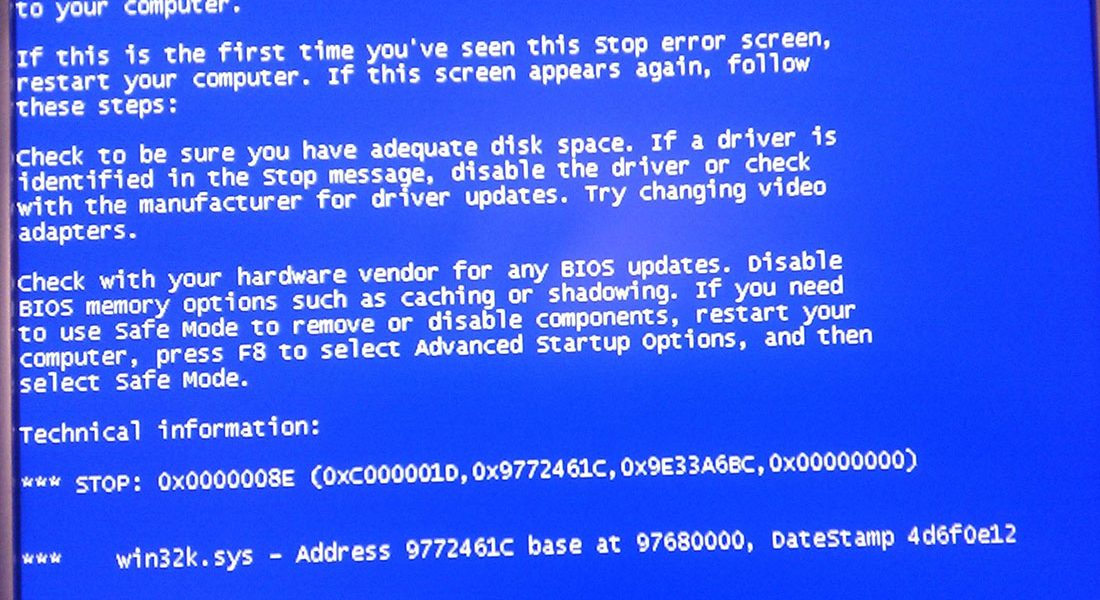 to your computer.
If this is the first time you've seen this Stop error screen,
restart your computer. If this screen appears again, follow
these steps:
Check to be sure you have adequate disk space. If a driver is
identified in the Stop message, disable the driver or check
with the manufacturer for driver updates. Try changing video
adapters.
Check with your hardware vendor for any BIOS updates. Disable
BIOS memory options such as caching or shadowing. If you need
to use Safe Mode to remove or disable components, restart your
computer, press F8 to select Advanced Startup Options, and then
select Safe Mode.
Technical information:
*** STOP: 0x0000008E (0xC000001D,0x9772461C,0x9E33A6BC,0x00000000)
*** win32k.sys - Address 9772461C base at 97680000, DateStamp 4d6f0e12